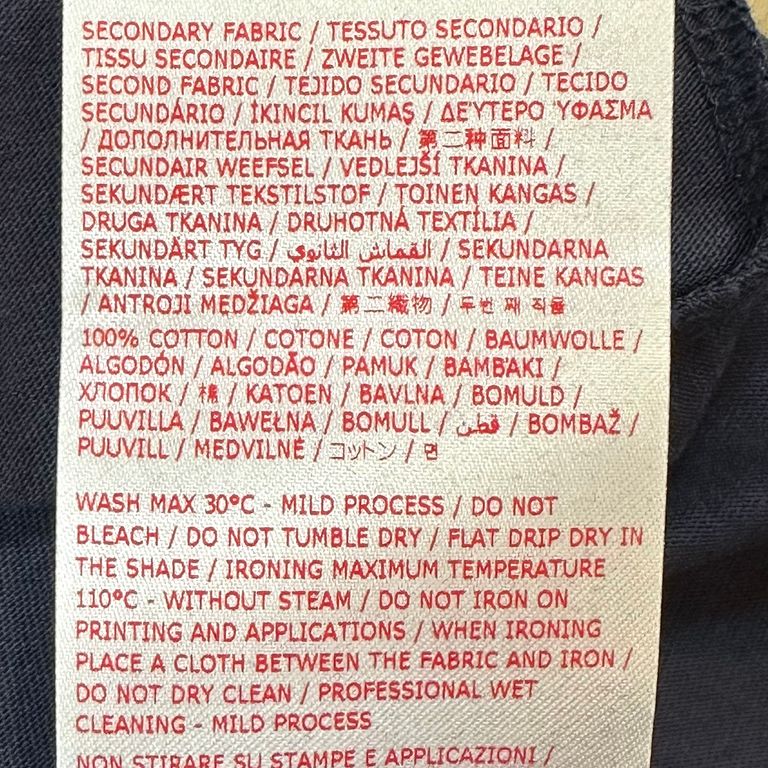 SECONDARY FABRIC / TESSUTO SECONDARIO /
TISSU SECONDAIRE / ZWEITE GEWEBELAGE /
SECOND FABRIC / TEJIDO SECUNDARIO / TECIDO
SECUNDÁRIO / İKINCIL KUMAŞ / ΔΕΎΤΕΡΟ ΎΦΑΣΜΑ
/ ДОПОЛНИТЕЛЬНАЯ ТКАНЬ / 第二种面料 /
SECUNDAIR WEEFSEL / VEDLEJŠÍ TKANINA /
SEKUNDÆRT TEKSTILSTOF / TOINEN KANGAS /
DRUGA TKANINA / DRUHOTNÁ TEXTÍLIA /
SEKUNDÄRT TYG / القماش الثانوي / SEKUNDARNA
TKANINA / SEKUNDARNA TKANINA / TEINE KANGAS
/ ANTROJI MEDŽIAGA / 第二織物 / 두번 째 직물
100% COTTON / COTONE / COTON / BAUMWOLLE /
ALGODÓN / ALGODÃO / PAMUK / ΒΑΜΒΆΚΙ /
ХЛОПОК / 棉 / KATOEN / BAVLNA / BOMULD /
PUUVILLA / BAWEŁNA / BOMULL / قطن / BOMBAŽ /
PUUVILL / MEDVILNĖ / コットン / 면
WASH MAX 30°C - MILD PROCESS / DO NOT
BLEACH / DO NOT TUMBLE DRY / FLAT DRIP DRY IN
THE SHADE / IRONING MAXIMUM TEMPERATURE
110°C - WITHOUT STEAM / DO NOT IRON ON
PRINTING AND APPLICATIONS / WHEN IRONING
PLACE A CLOTH BETWEEN THE FABRIC AND IRON /
DO NOT DRY CLEAN / PROFESSIONAL WET
CLEANING - MILD PROCESS
NON STIRARE SU STAMPE E APPLICAZIONI /